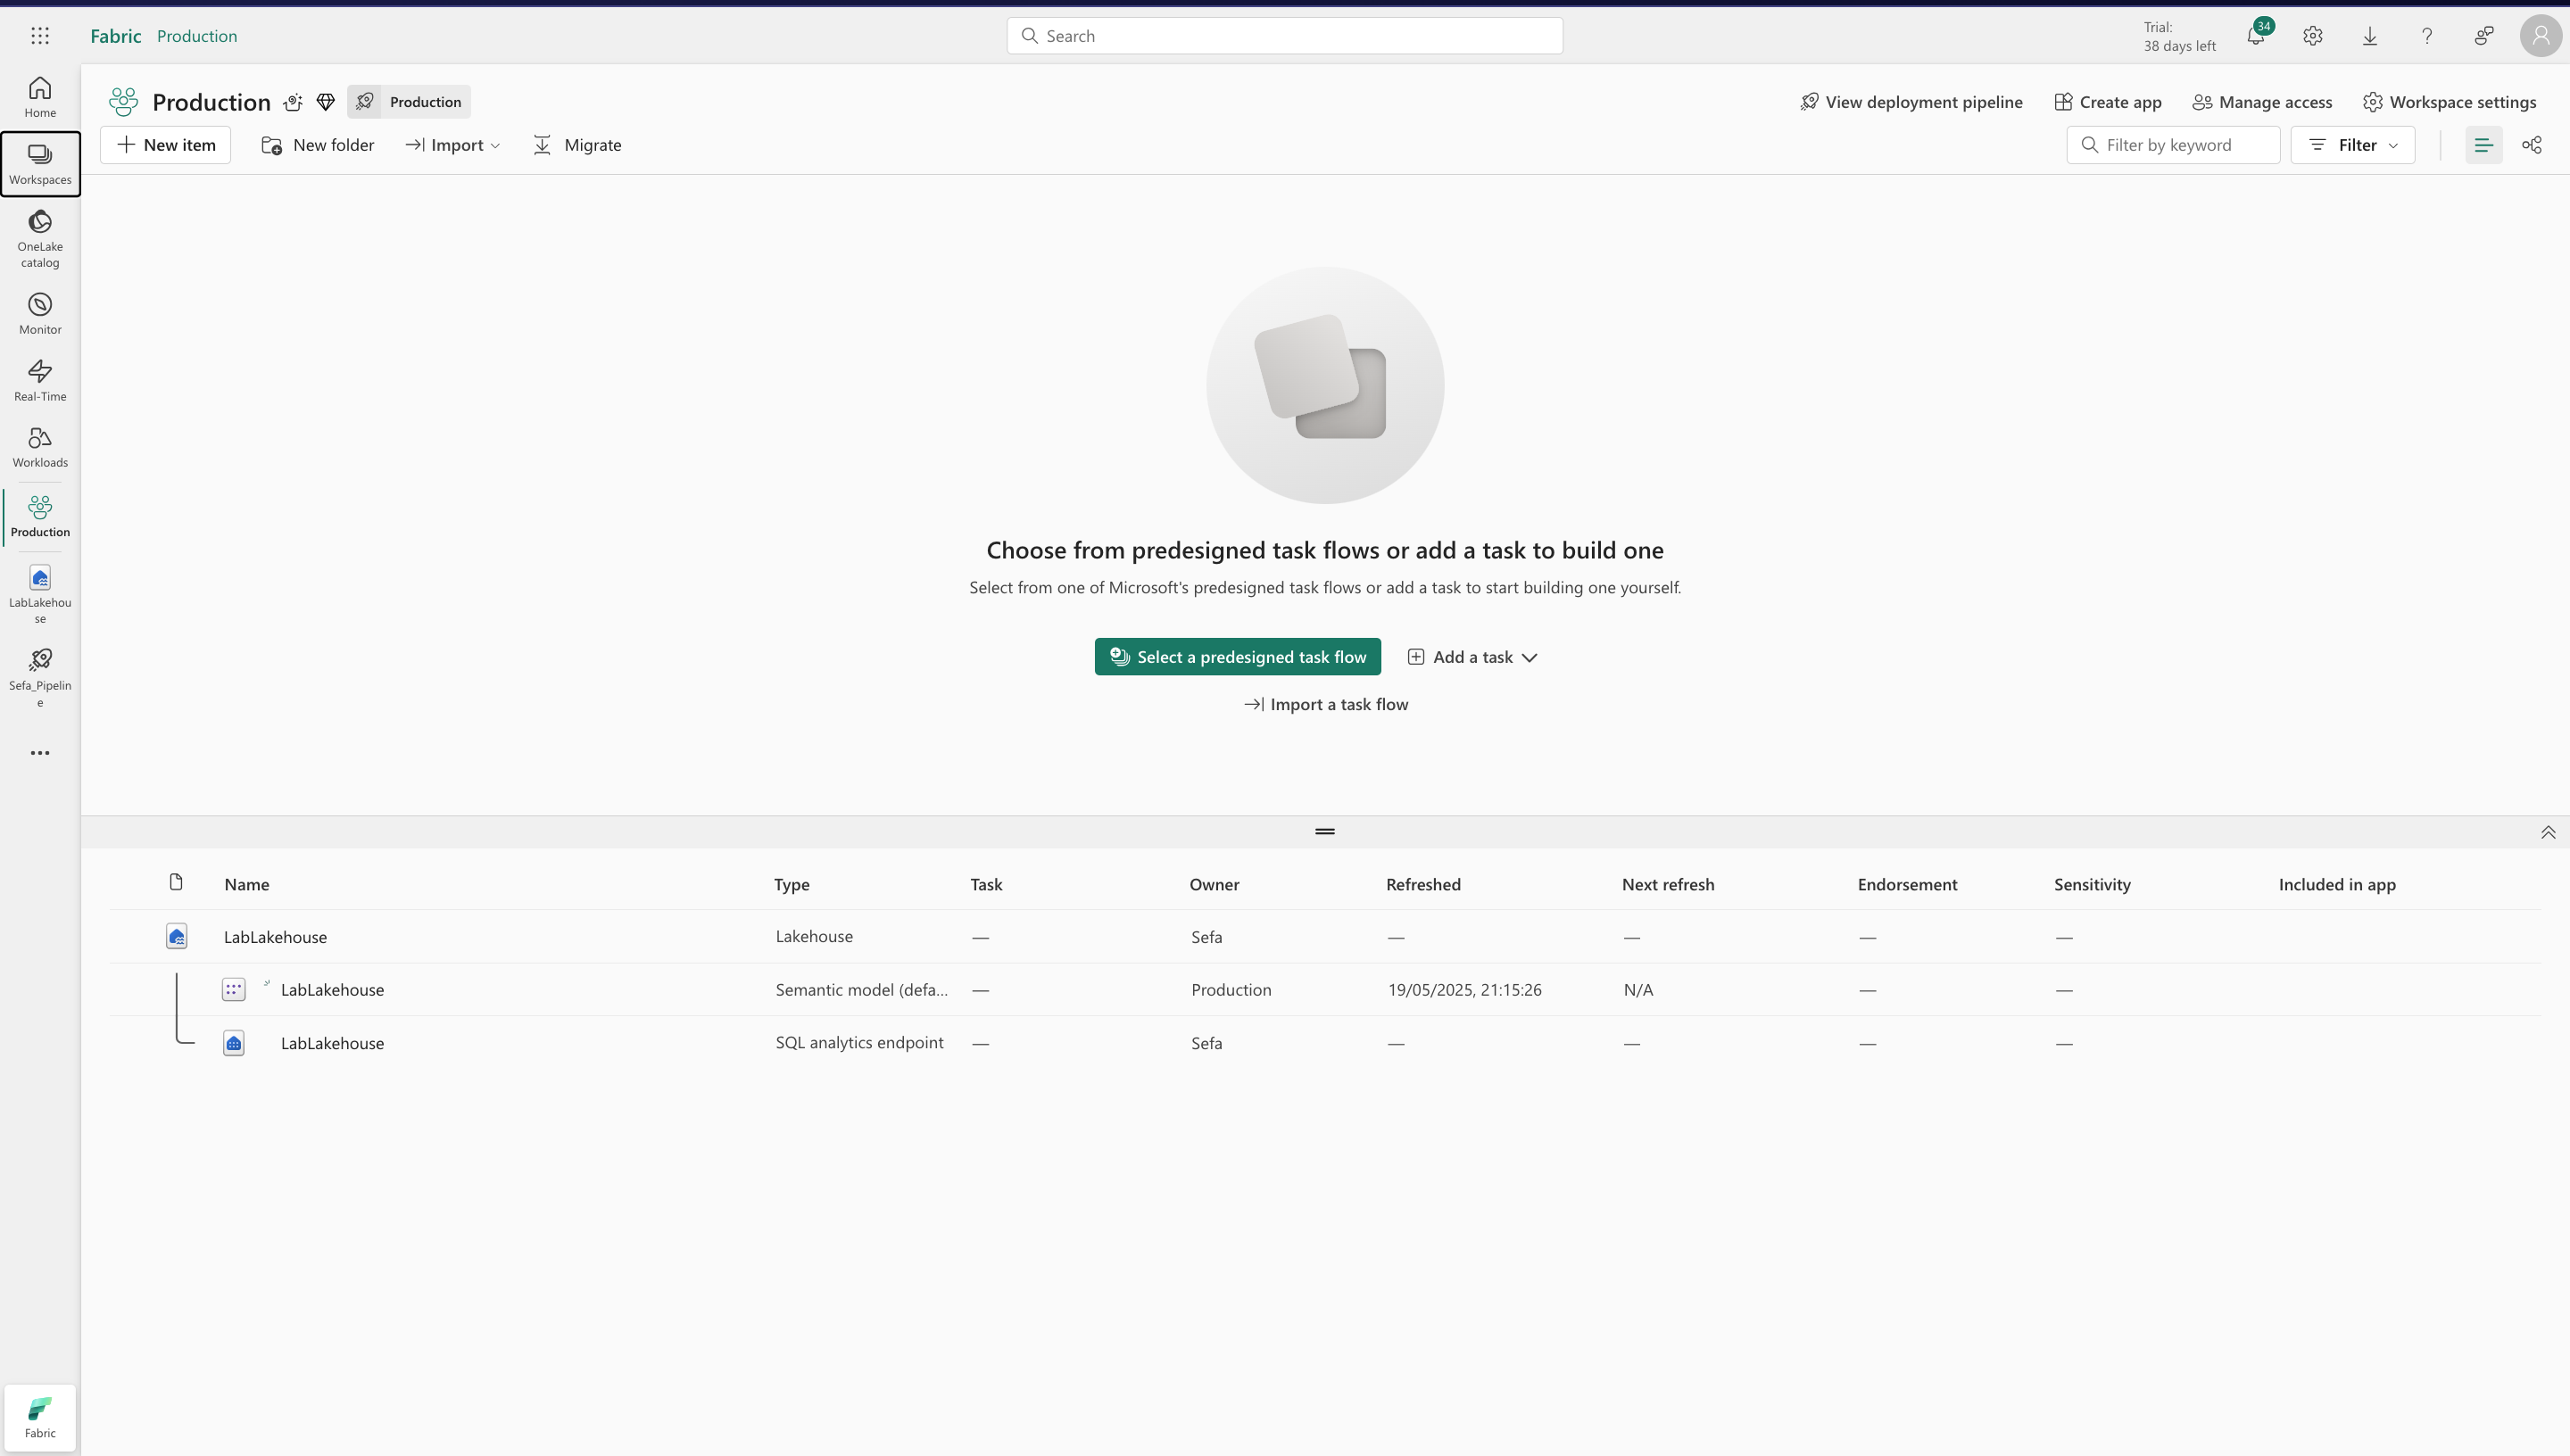 Fabric Production
Search
Trial:
38 days left
34
Home
Workspaces
OneLake
catalog
Monitor
Real-Time
Workloads
Production
LabLakehou
se
Sefa_Pipelin
e
Fabric
Production
Production
View deployment pipeline
Create app
Manage access
Workspace settings
New item
New folder
Import
Migrate
Filter by keyword
Filter
Choose from predesigned task flows or add a task to build one
Select from one of Microsoft's predesigned task flows or add a task to start building one yourself.
Select a predesigned task flow
Add a task
Import a task flow
Name Type Task Owner Refreshed Next refresh Endorsement Sensitivity Included in app
LabLakehouse Lakehouse — Sefa — — — —
LabLakehouse Semantic model (defa... — Production 19/05/2025, 21:15:26 N/A — —
LabLakehouse SQL analytics endpoint — Sefa — — — —